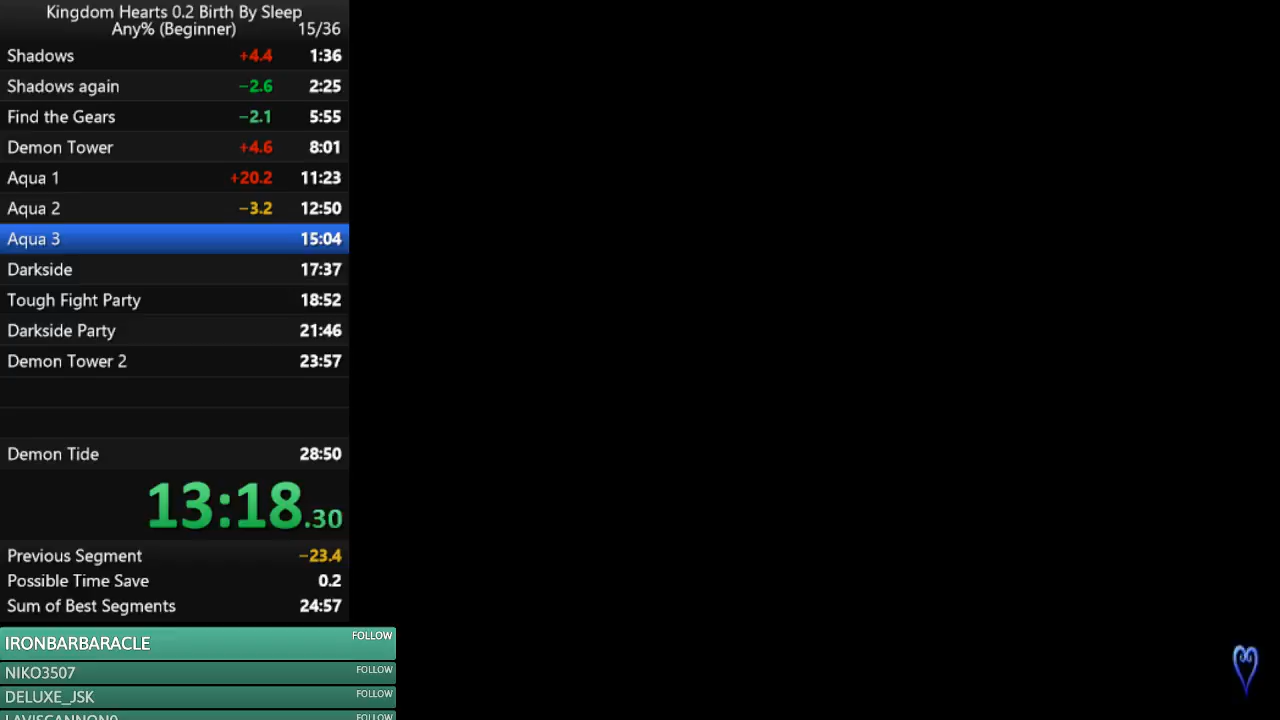 Kingdom Hearts 0.2 Birth By Sleep
Any% (Beginner) 15/36
Shadows +4.4 1:36
Shadows again −2.6 2:25
Find the Gears −2.1 5:55
Demon Tower +4.6 8:01
Aqua 1 +20.2 11:23
Aqua 2 −3.2 12:50
Aqua 3 15:04
Darkside 17:37
Tough Fight Party 18:52
Darkside Party 21:46
Demon Tower 2 23:57
Demon Tide 28:50
13:18.30
Previous Segment −23.4
Possible Time Save 0.2
Sum of Best Segments 24:57
IRONBARBARACLE FOLLOW
NIKO3507 FOLLOW
DELUXE_JSK FOLLOW
FOLLOW